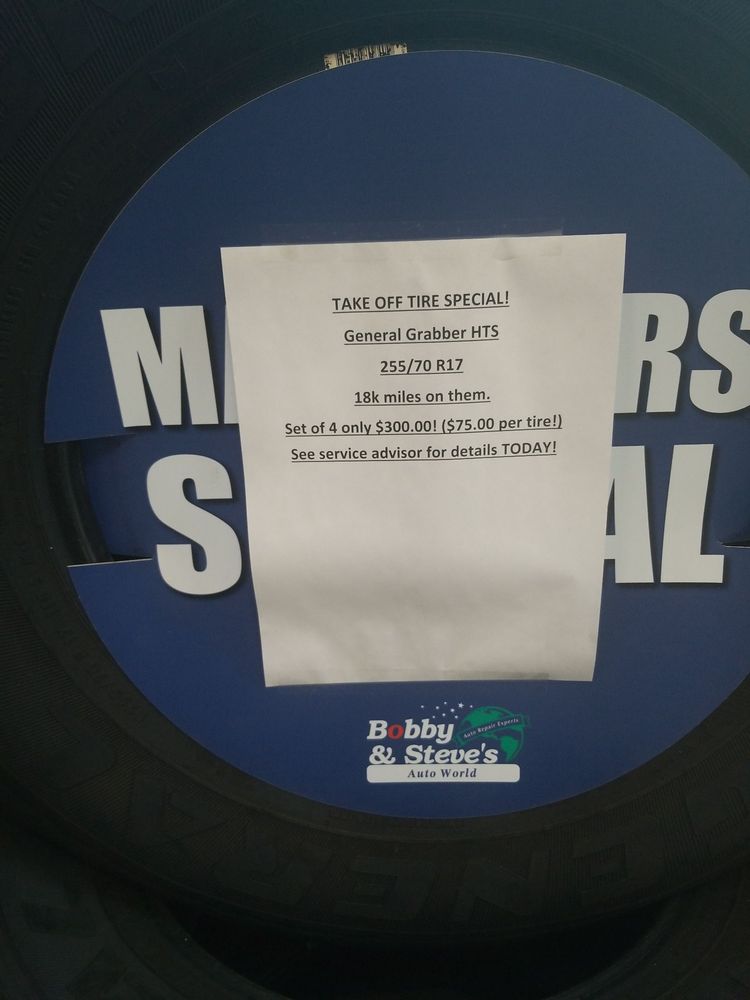 TAKE OFF TIRE SPECIAL!
General Grabber HTS
255/70 R17
18k miles on them.
Set of 4 only $300.00! ($75.00 per tire!)
See service advisor for details TODAY!
Bobby
Auto Repair Experts
& Steve's
Auto World